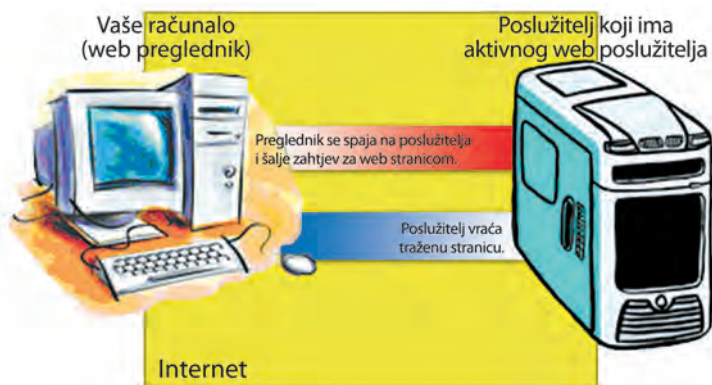 Vaše računalo
(web preglednik)
Poslužitelj koji ima
aktivnog web poslužitelja
Preglednik se spaja na poslužitelja
i šalje zahtjev za web stranicom.
Poslužitelj vraća
traženu stranicu.
Internet